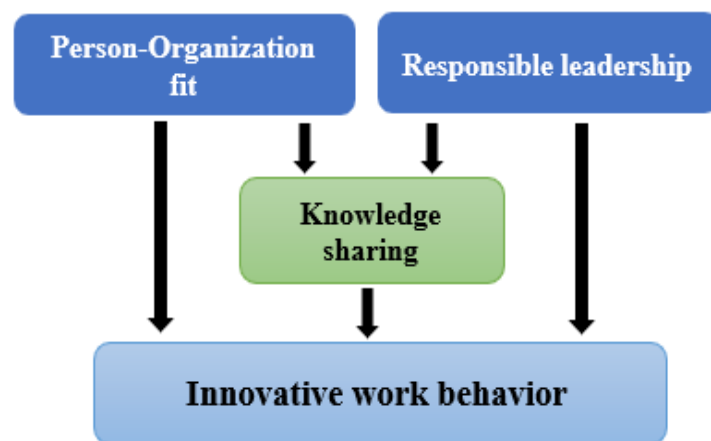 Person-Organization
fit
Responsible leadership
Knowledge
sharing
Innovative work behavior